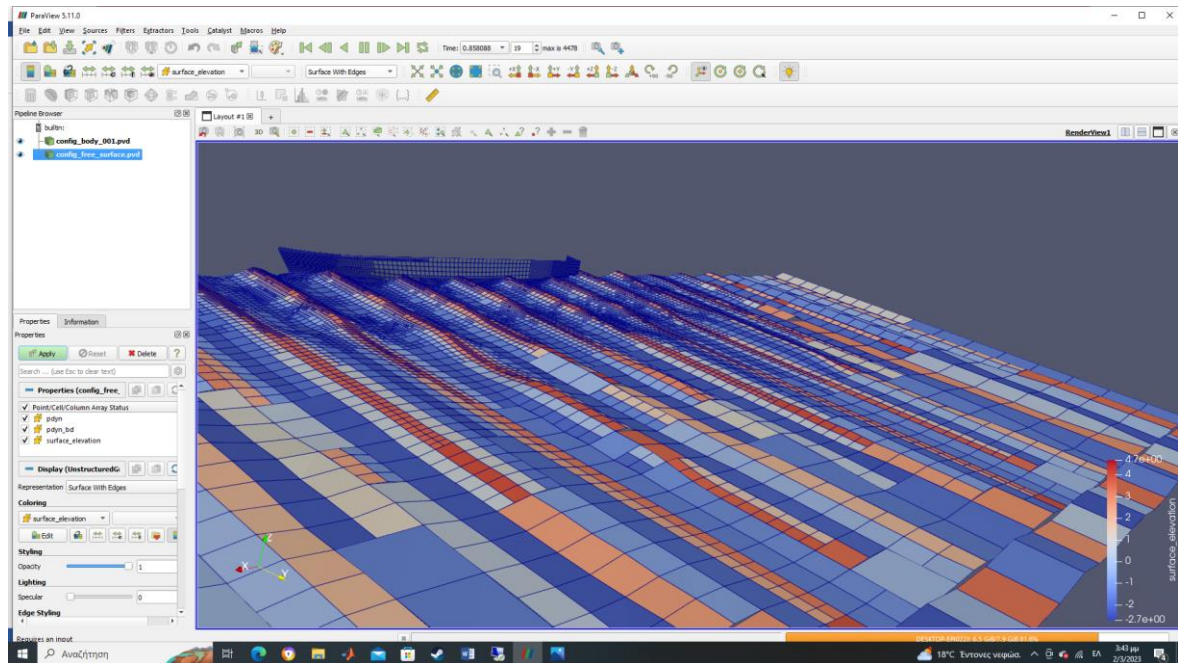 ParaView 5.11.0
File Edit View Sources Filters Extractors Tools Catalyst Macros Help
Time: 0.858088 19 max is 4478
surface_elevation Surface With Edges
Pipeline Browser
Layout #1
builtin:
3D
RenderView1
config_body_001.pvd
config_free_surface.pvd
Properties Information
Properties
Apply Reset Delete ?
Search ... (use Esc to clear text)
Properties (config_free_
Point/Cell/Column Array Status
pdyn
pdyn_bd
surface_elevation
Display (UnstructuredG
Representation Surface With Edges
Coloring
surface_elevation
Edit
Styling
Opacity 1
Lighting
Specular 0
Edge Styling
Requires an input
Z
X
Y
4.7e+00
4
3
2
1
0
-1
-2
-2.7e+00
surface_elevation
Αναζήτηση
18°C Έντονες νεφώσ. ΕΛ 3:43 μμ
2/3/2023